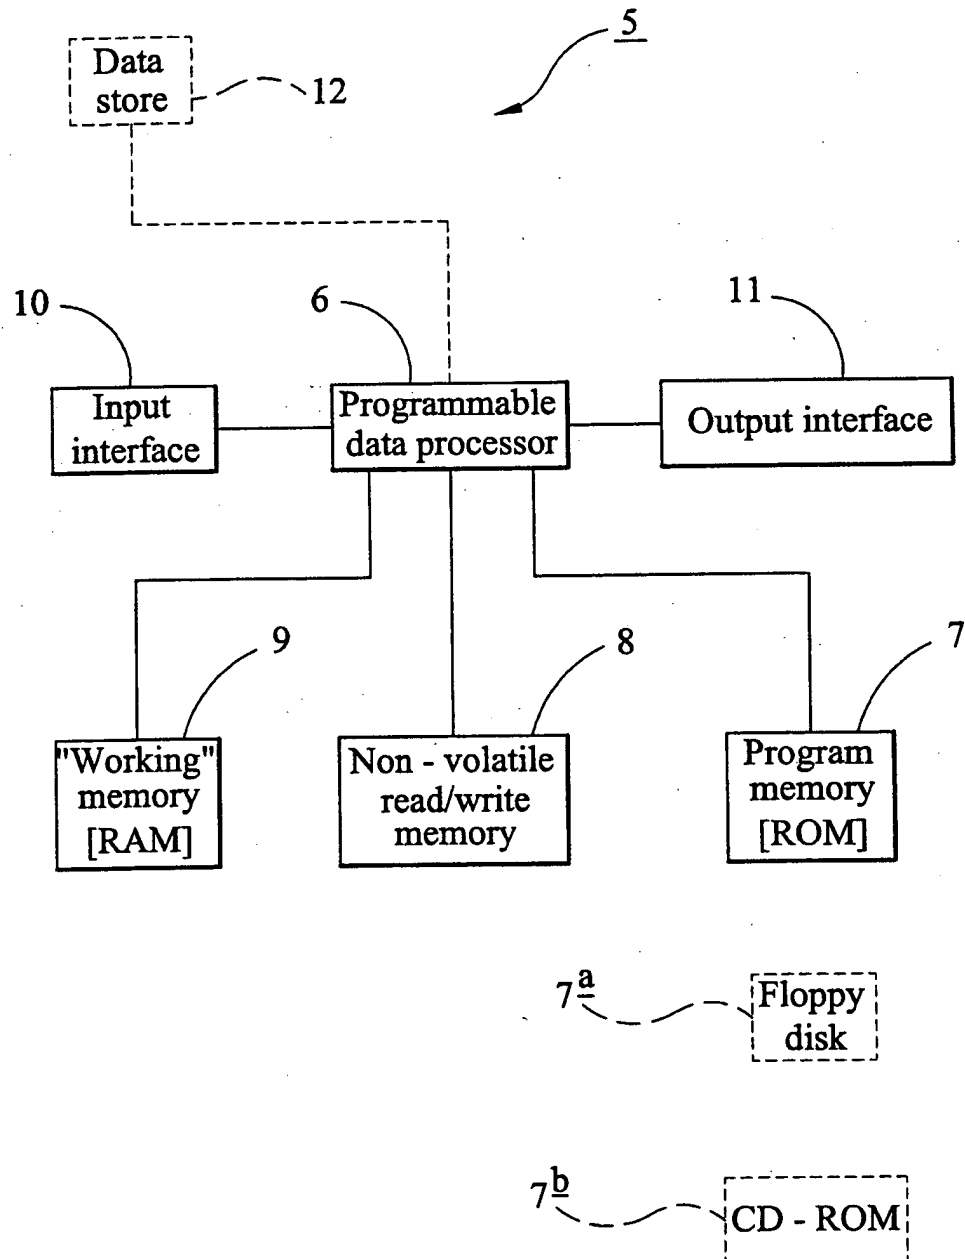 5
Data
store
12
10
6
11
Input
interface
Programmable
data processor
Output interface
9
8
7
"Working"
memory
[RAM]
Non - volatile
read/write
memory
Program
memory
[ROM]
7a
Floppy
disk
7b
CD - ROM